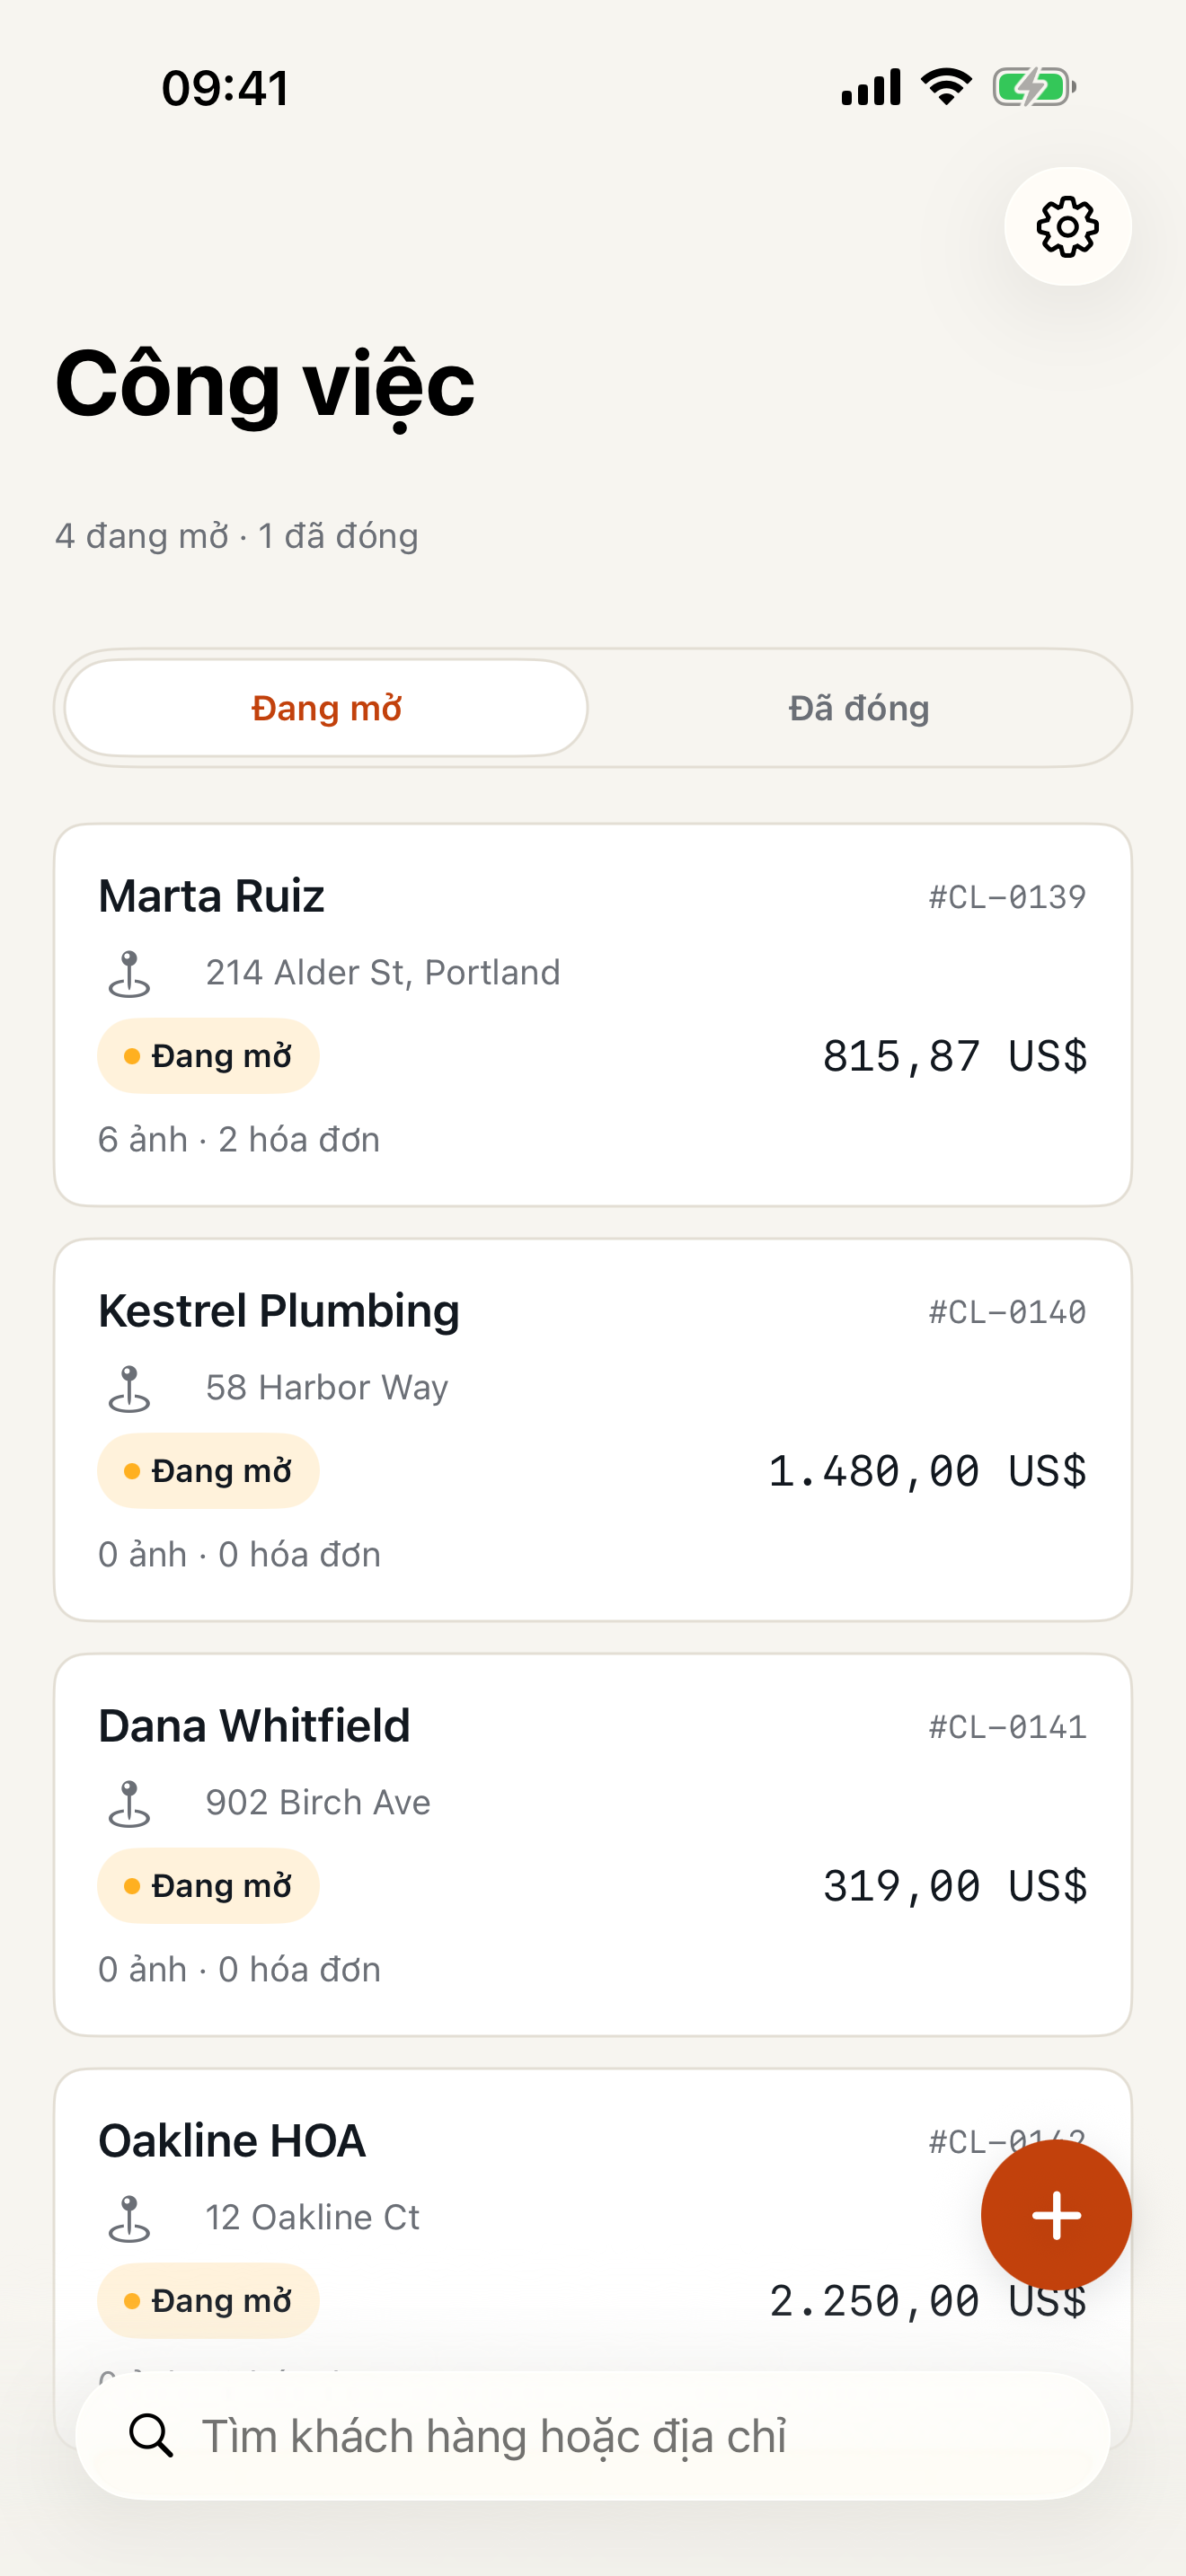 09:41
Công việc
4 đang mở · 1 đã đóng
Đang mở
Đã đóng
Marta Ruiz
#CL-0139
214 Alder St, Portland
Đang mở
815,87 US$
6 ảnh · 2 hóa đơn
Kestrel Plumbing
#CL-0140
58 Harbor Way
Đang mở
1.480,00 US$
0 ảnh · 0 hóa đơn
Dana Whitfield
#CL-0141
902 Birch Ave
Đang mở
319,00 US$
0 ảnh · 0 hóa đơn
Oakline HOA
12 Oakline Ct
Đang mở
2.250,00 US$
Tìm khách hàng hoặc địa chỉ